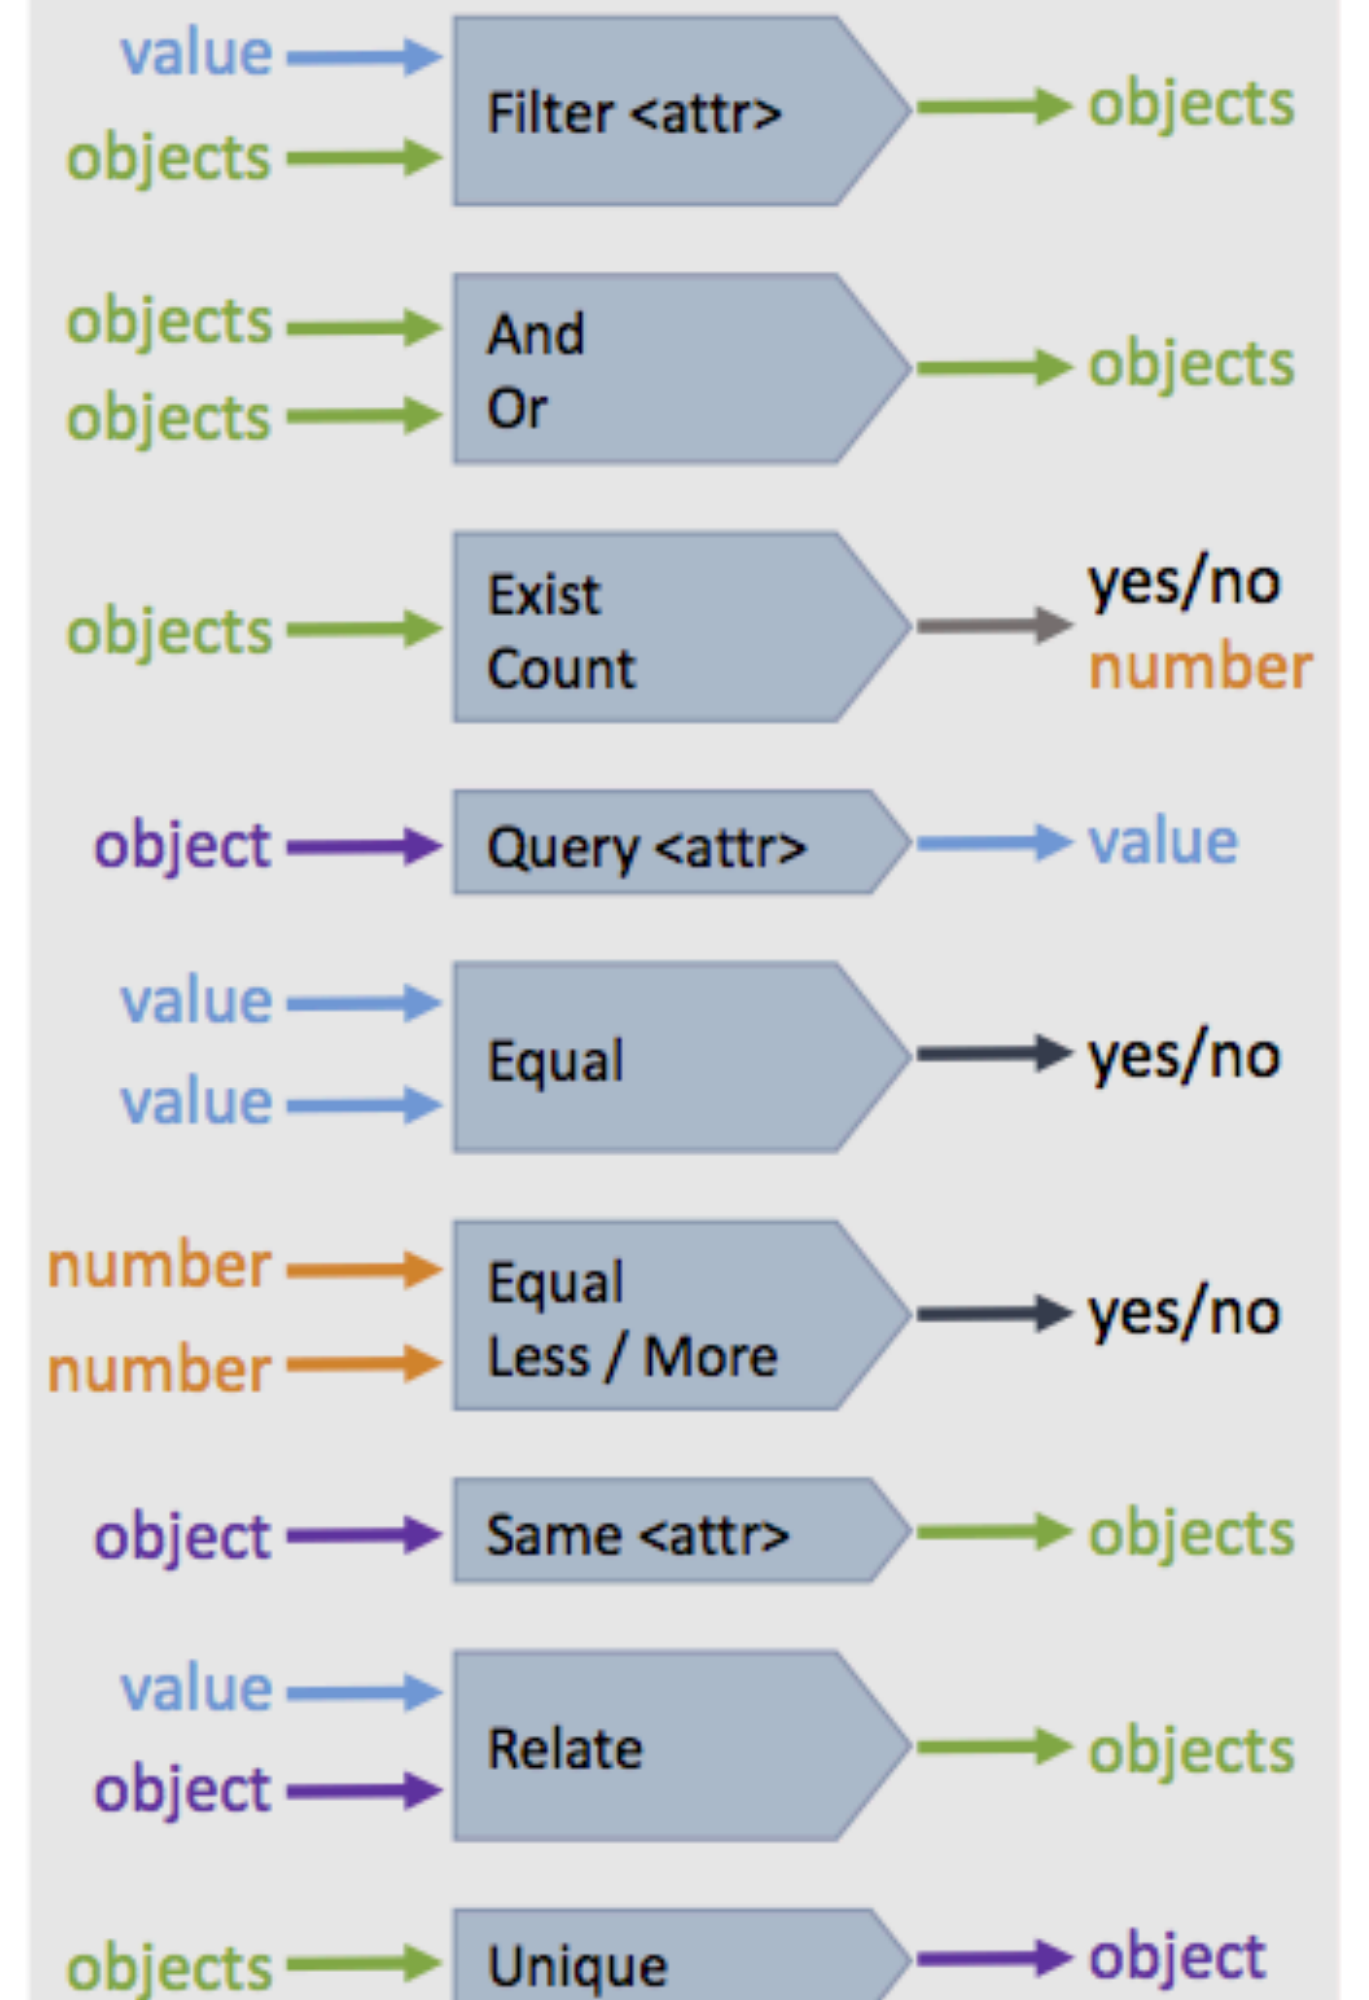 value
objects
Filter <attr>
objects
objects
objects
And
Or
objects
objects
Exist
Count
yes/no
number
object
Query <attr>
value
value
value
Equal
yes/no
number
number
Equal
Less / More
yes/no
object
Same <attr>
objects
value
object
Relate
objects
objects
Unique
object